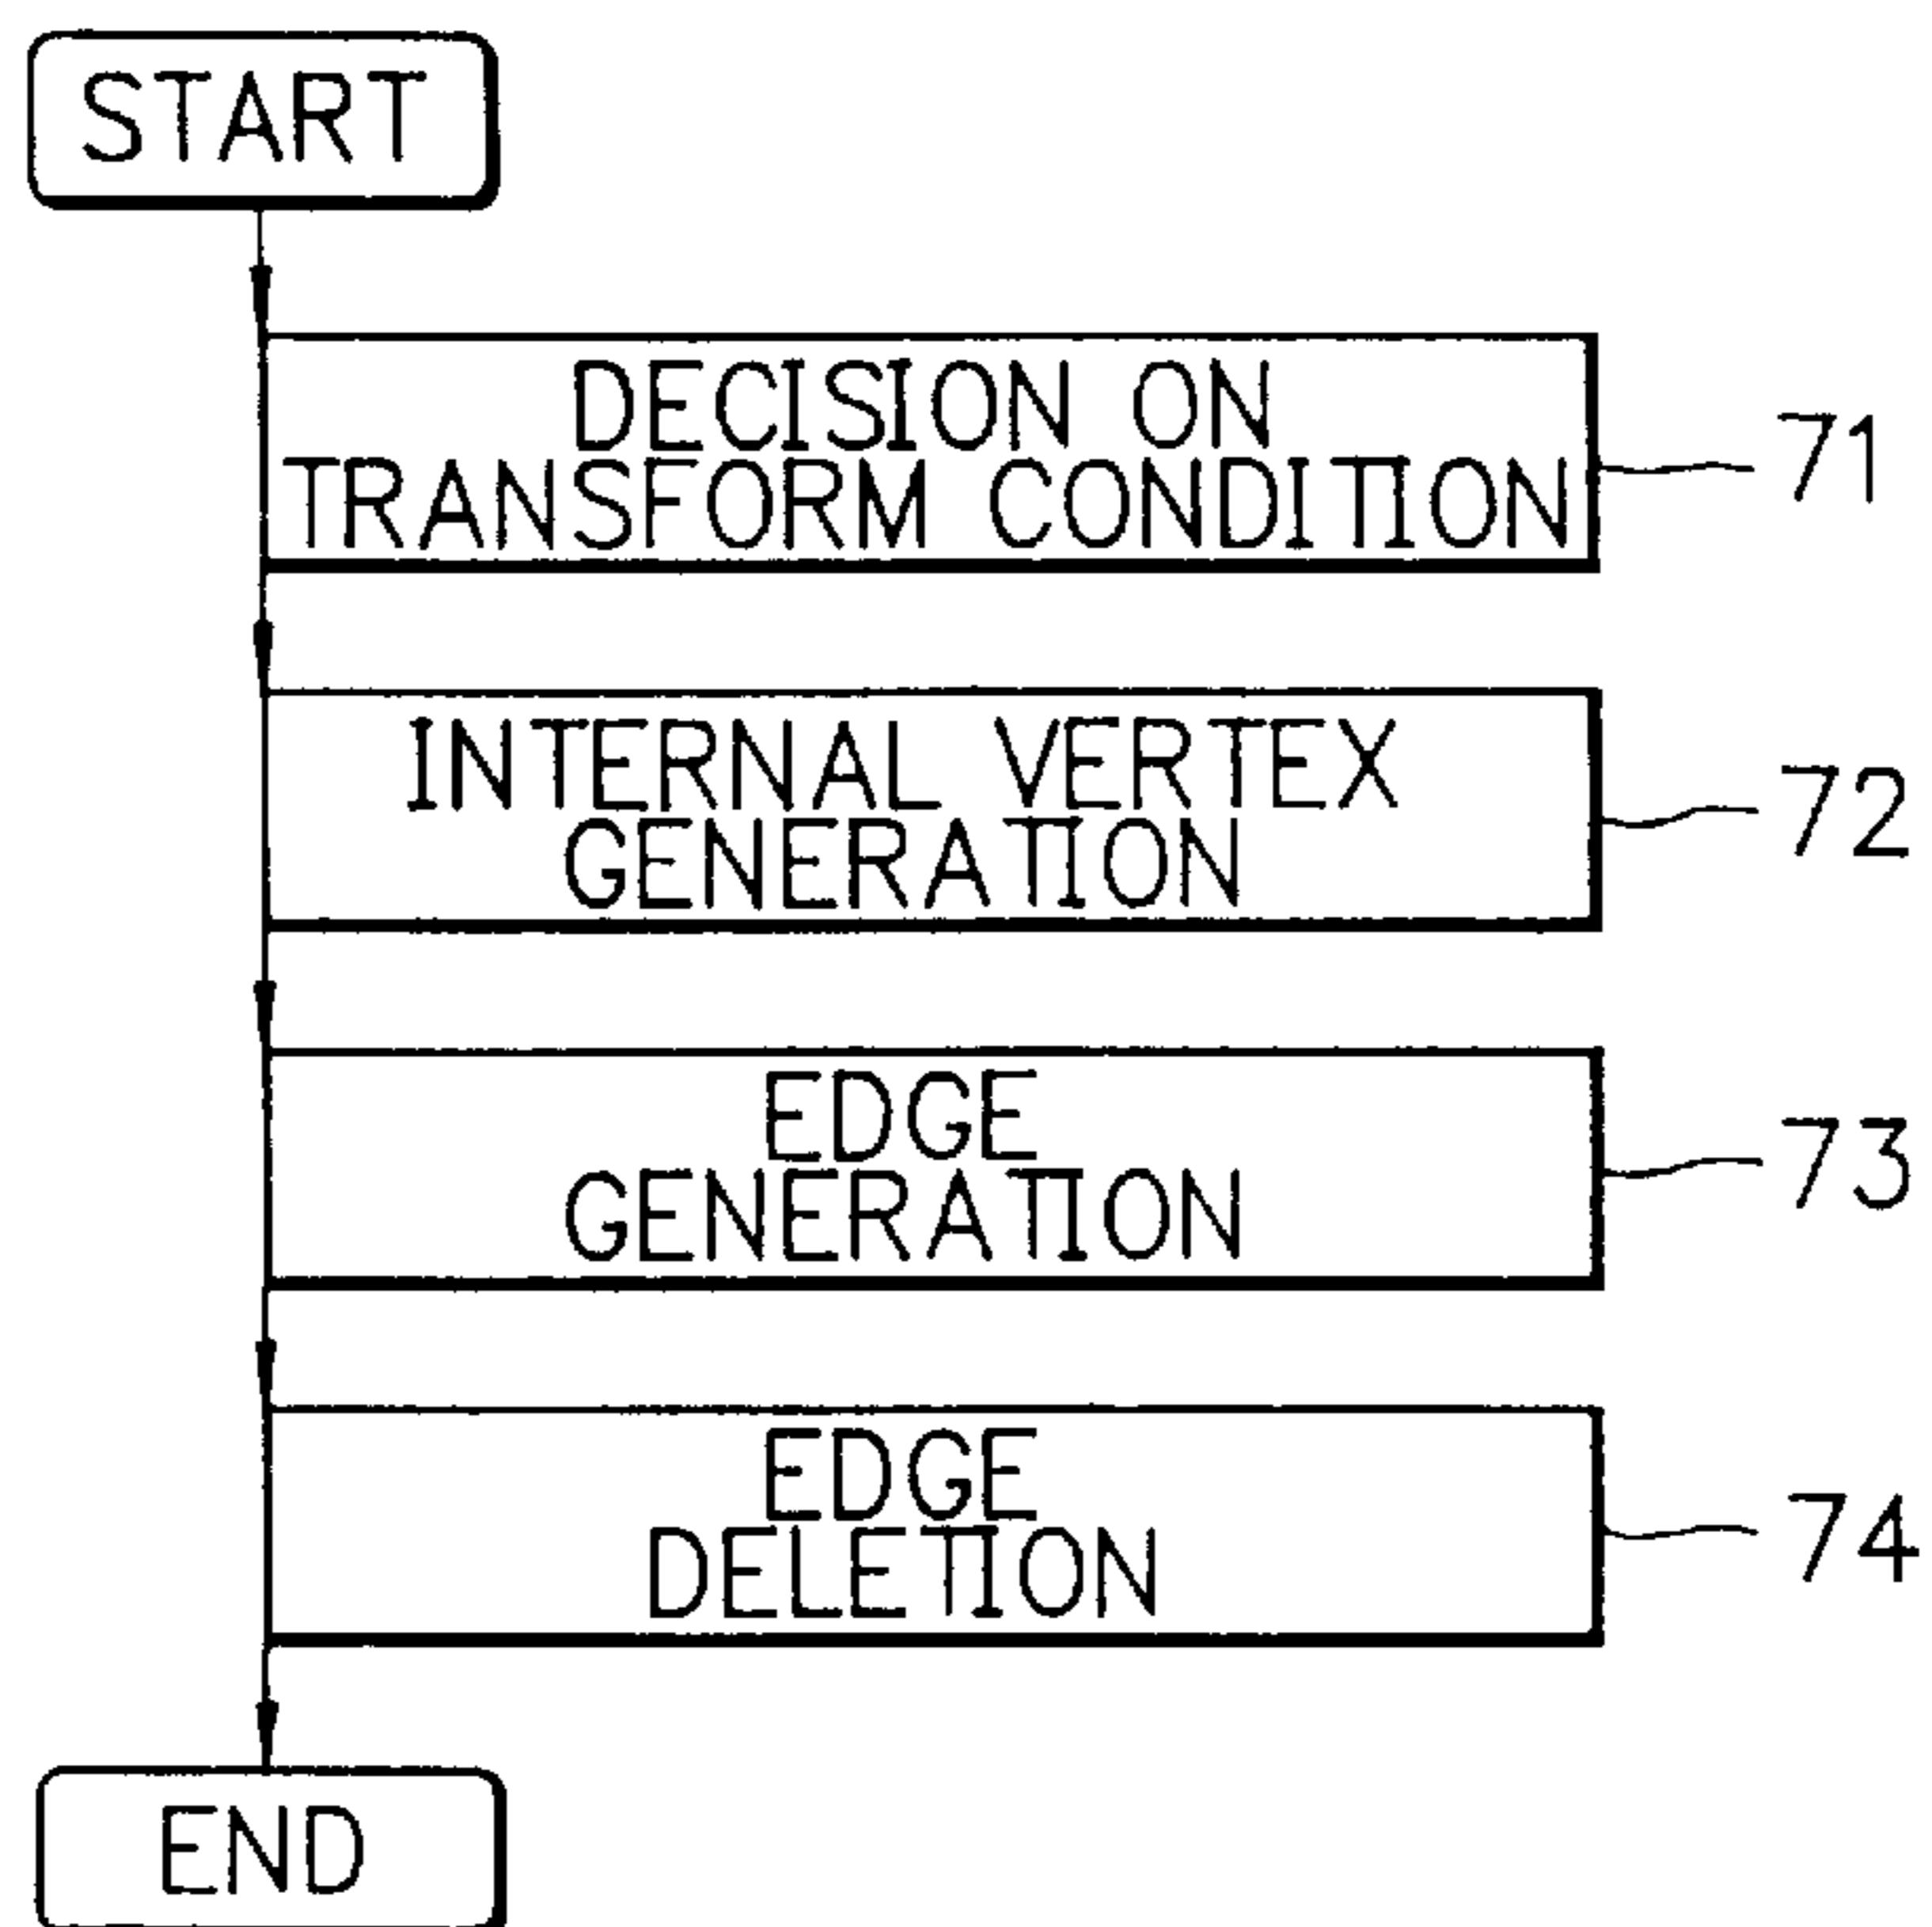 START
DECISION ON
TRANSFORM CONDITION
71
INTERNAL VERTEX
GENERATION
72
EDGE
GENERATION
73
EDGE
DELETION
74
END